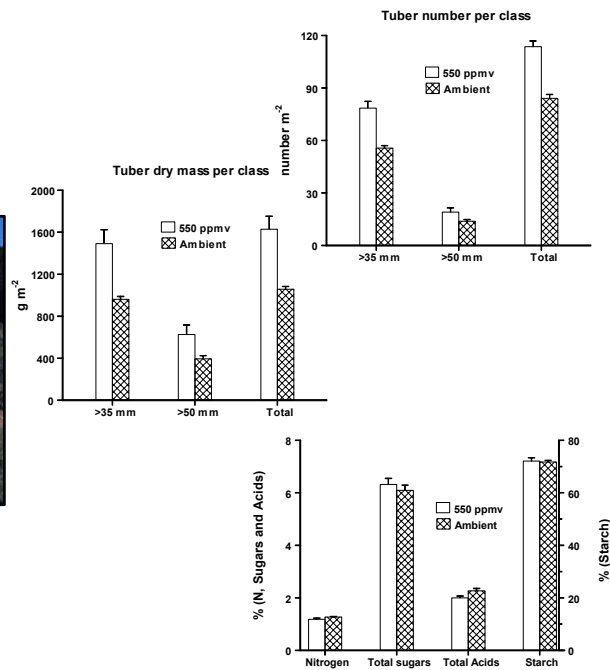 Tuber number per class
120
90
60
30
0
number m-2
550 ppmv
Ambient
>35 mm >50 mm Total
Tuber dry mass per class
2000
1600
1200
800
400
0
g m-2
550 ppmv
Ambient
>35 mm >50 mm Total
8
6
4
2
0
% (N, Sugars and Acids)
550 ppmv
Ambient
80
60
40
20
0
% (Starch)
Nitrogen Total sugars Total Acids Starch